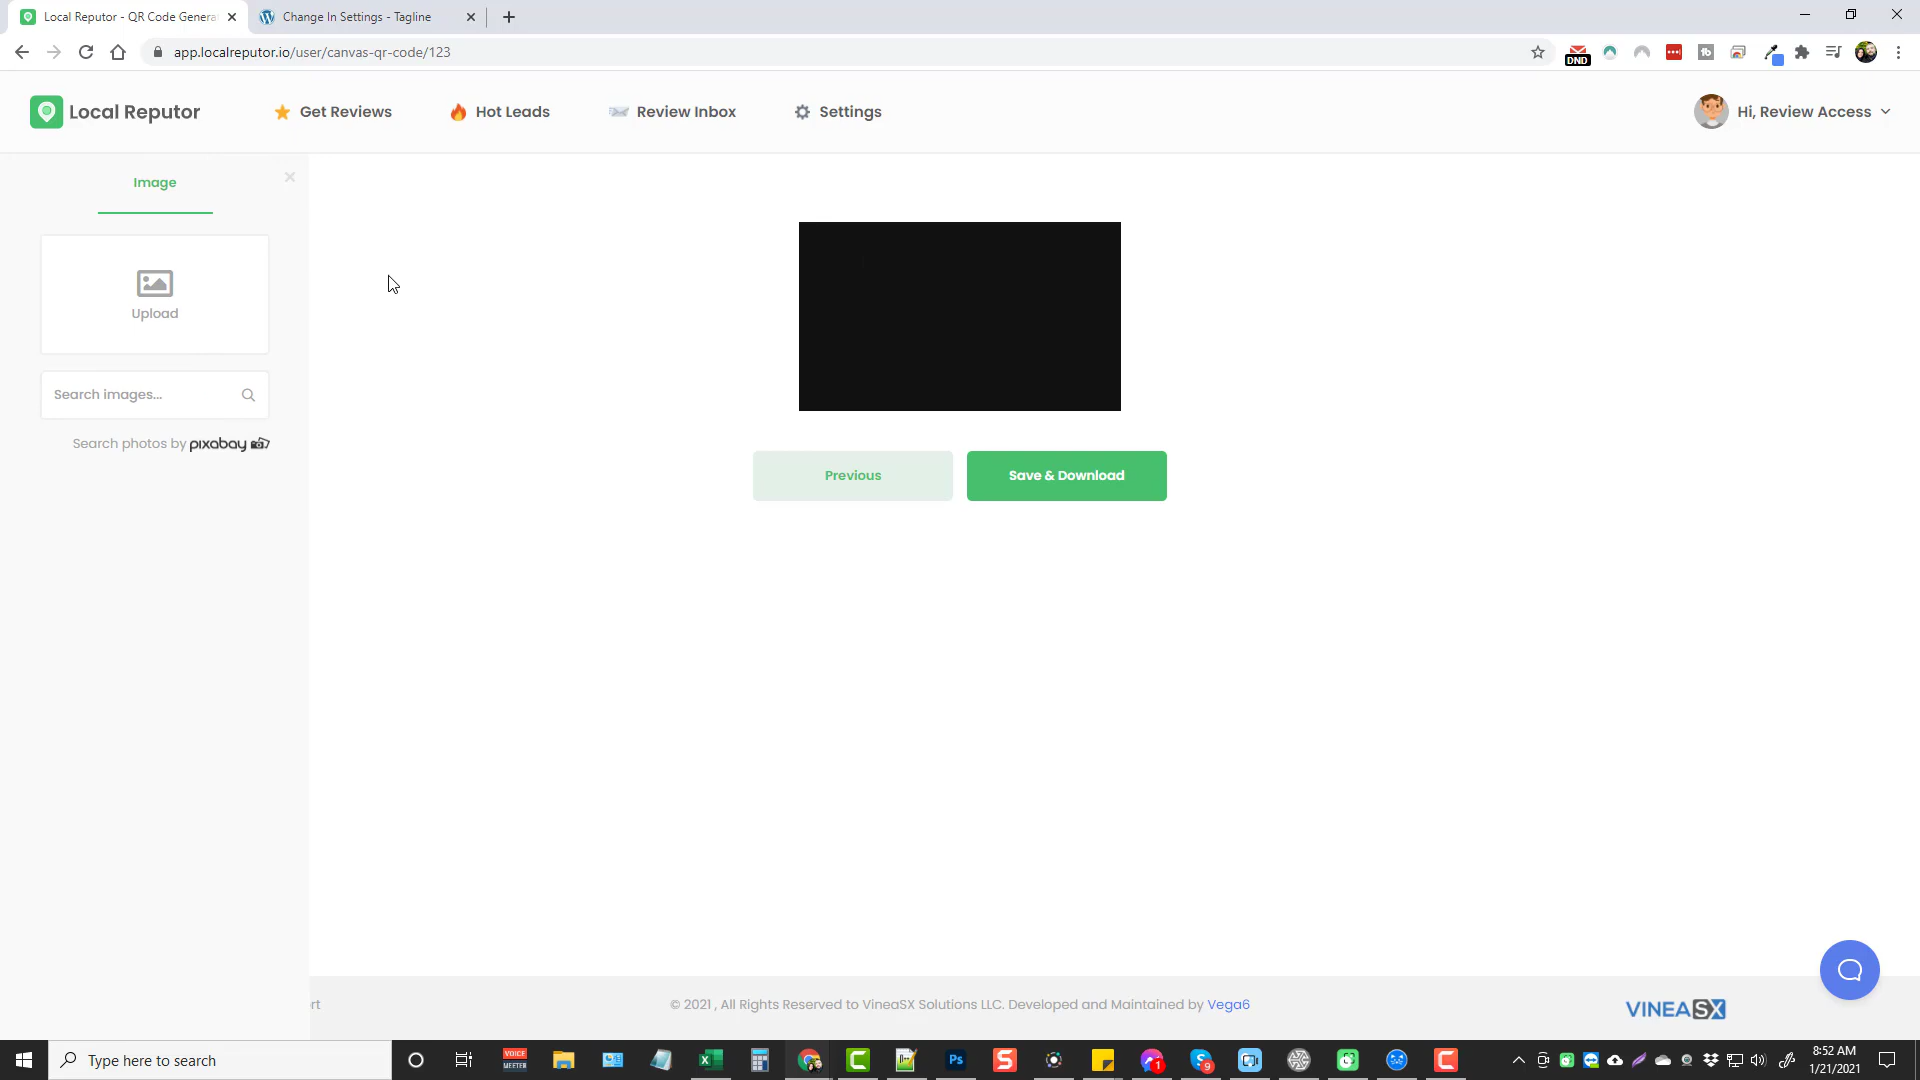 Local Reputor - QR Code Genera
Change In Settings - Tagline
app.localreputor.io/user/canvas-qr-code/123
DND
Local Reputor
Get Reviews
Hot Leads
Review Inbox
Settings
Hi, Review Access
Image
Upload
Search images...
Search photos by pixabay
Previous
Save & Download
rt
© 2021 , All Rights Reserved to VineaSX Solutions LLC. Developed and Maintained by Vega6
VINEASX
Type here to search
VOICE
MEETER
Ps
1
9
8:52 AM
1/21/2021